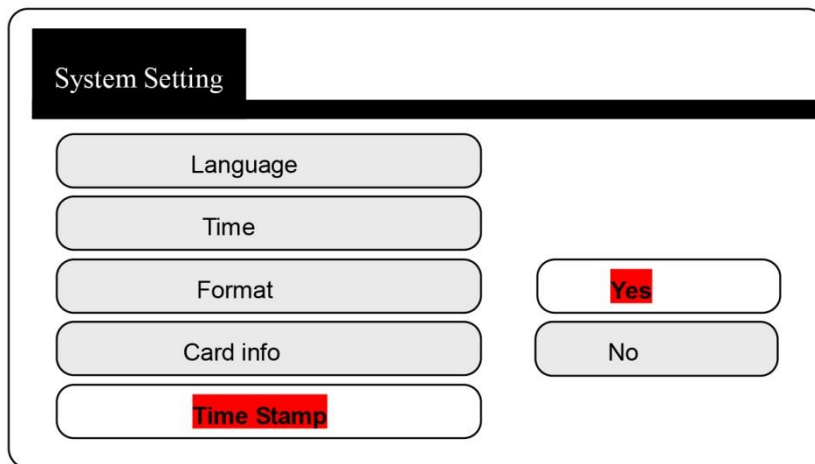 System Setting
Language
Time
Format
Yes
Card info
No
Time Stamp